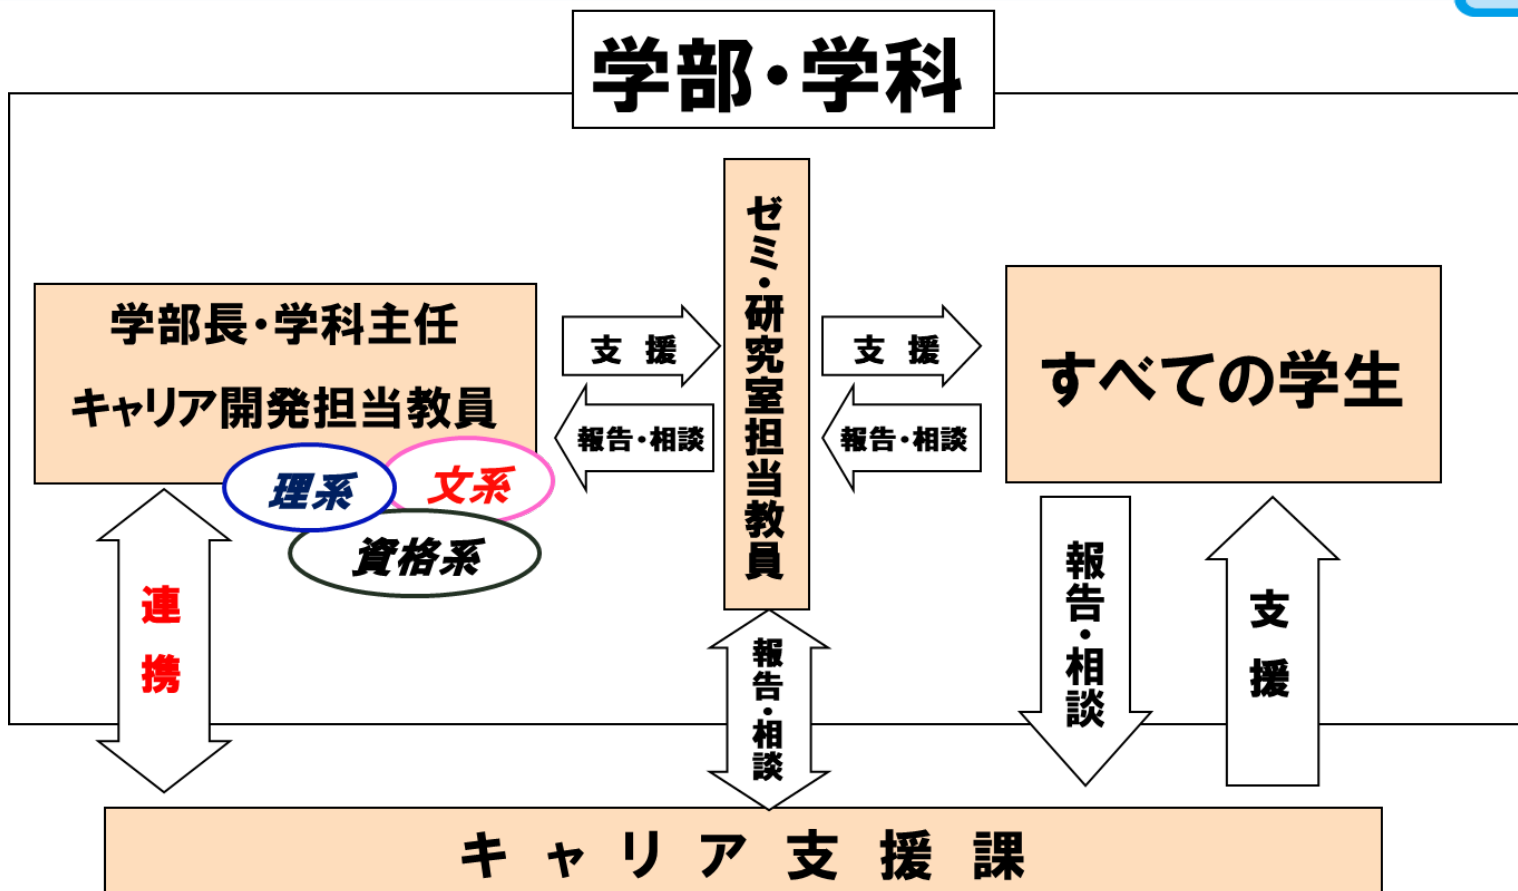 学部・学科
学部長・学科主任
キャリア開発担当教員
理系
文系
資格系
支援
報告・相談
ゼミ・研究室担当教員
支援
報告・相談
すべての学生
連携
報告・相談
報告・相談
支援
キャリア支援課